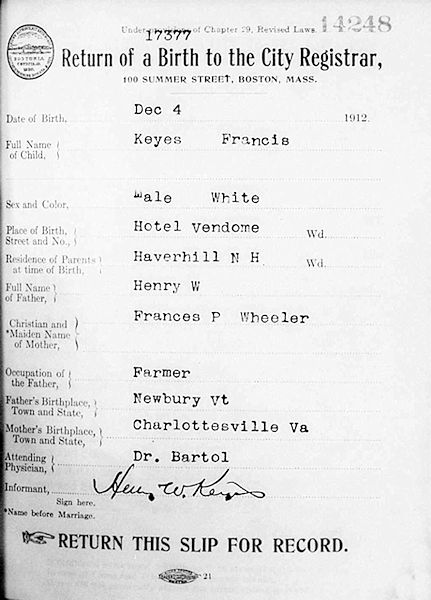 Under provision of Chapter 29, Revised Laws. 14248
17377
Return of a Birth to the City Registrar,
100 SUMMER STREET, BOSTON, MASS.
Date of Birth, Dec 4 1912.
Full Name of Child, Keyes Francis
Sex and Color, Male White
Place of Birth, Street and No., Hotel Vendome Wd.
Residence of Parents at time of Birth, Haverhill N H Wd.
Full Name of Father, Henry W
Christian and *Maiden Name of Mother, Frances P Wheeler
Occupation of the Father, Farmer
Father's Birthplace, Town and State, Newbury Vt
Mother's Birthplace, Town and State, Charlottesville Va
Attending Physician, Dr. Bartol
Informant, Henry W. Keyes
Sign here.
*Name before Marriage.
RETURN THIS SLIP FOR RECORD.
21